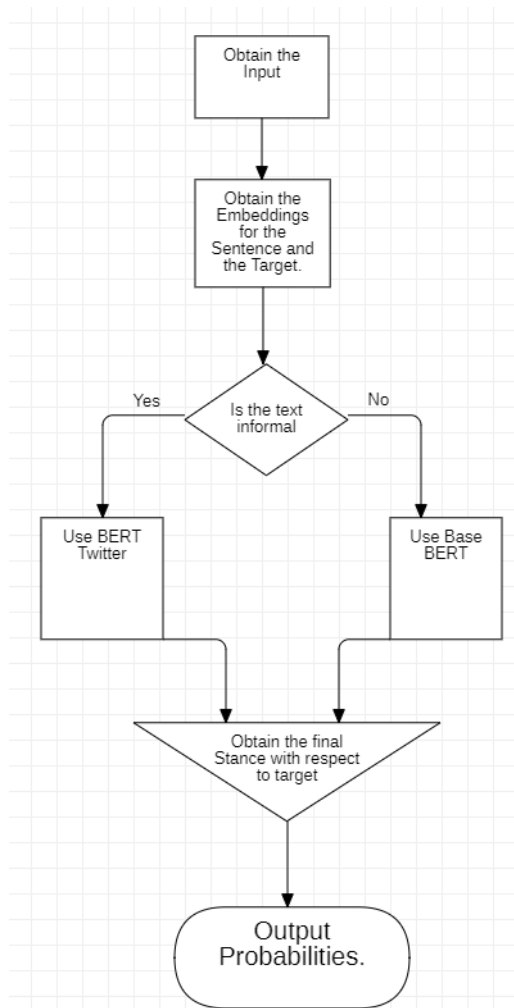 Obtain the
Input
Obtain the
Embeddings
for the
Sentence and
the Target.
Is the text
informal
Yes
No
Use BERT
Twitter
Use Base
BERT
Obtain the final
Stance with respect
to target
Output
Probabilities.